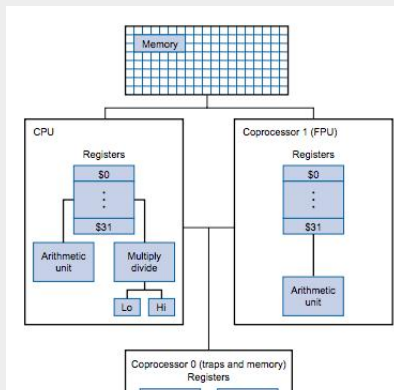 Memory
CPU
Registers
$0
$31
Arithmetic
unit
Multiply
divide
Lo
Hi
Coprocessor 1 (FPU)
Registers
$0
$31
Arithmetic
unit
Coprocessor 0 (traps and memory)
Registers